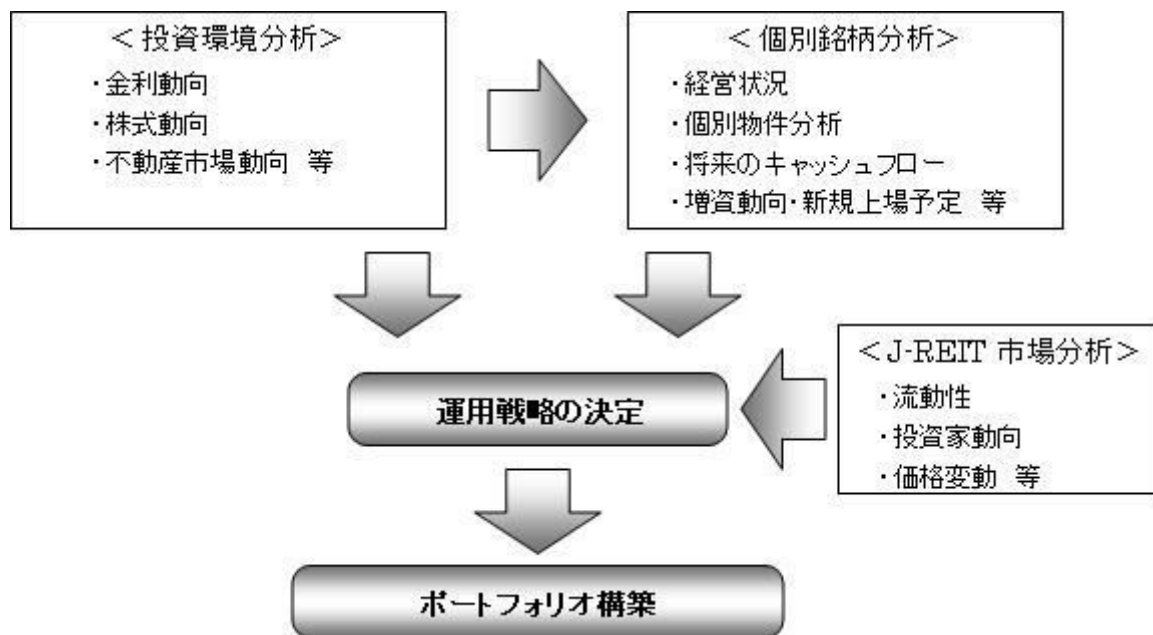 ＜投資環境分析＞
・金利動向
・株式動向
・不動産市場動向 等
＜個別銘柄分析＞
・経営状況
・個別物件分析
・将来のキャッシュフロー
・増資動向・新規上場予定 等
＜J-REIT 市場分析＞
・流動性
・投資家動向
・価格変動 等
運用戦略の決定
ポートフォリオ構築